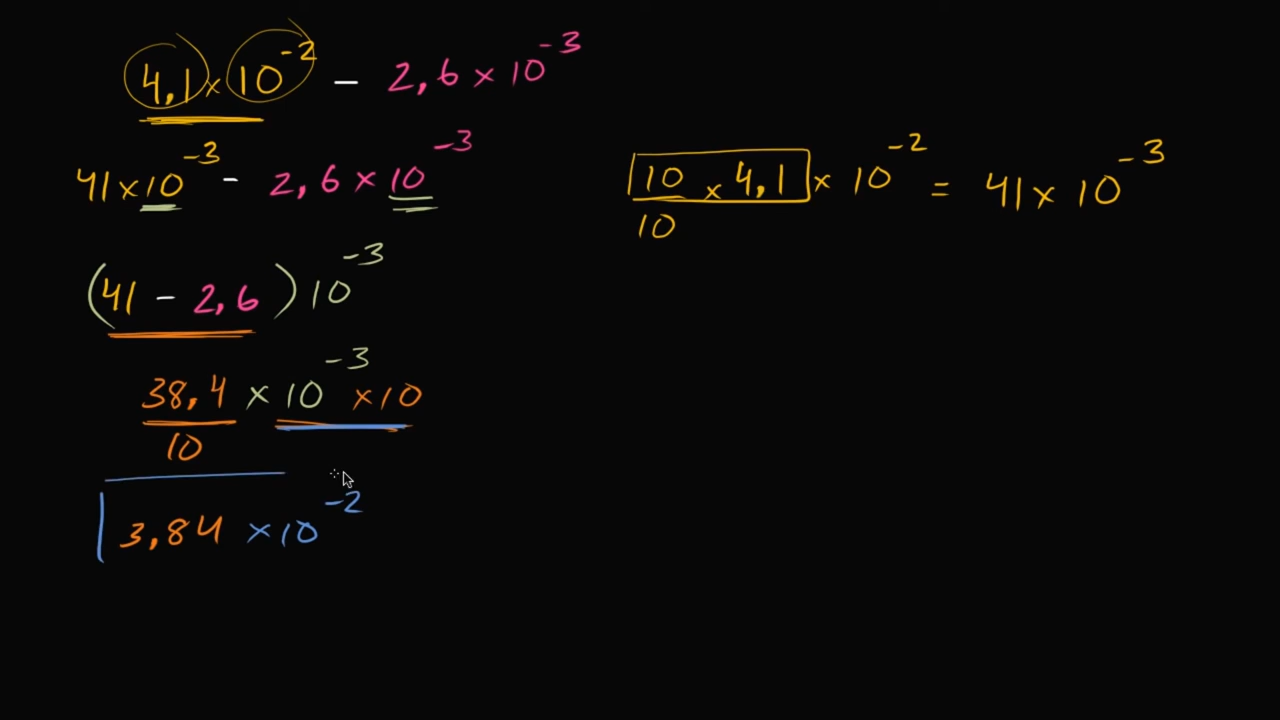 4,1 × 10⁻² − 2,6 × 10⁻³
41 × 10⁻³ - 2,6 × 10⁻³
10/10 × 4,1 × 10⁻² = 41 × 10⁻³
(41 − 2,6) 10⁻³
38,4/10 × 10⁻³ × 10
3,84 × 10⁻²